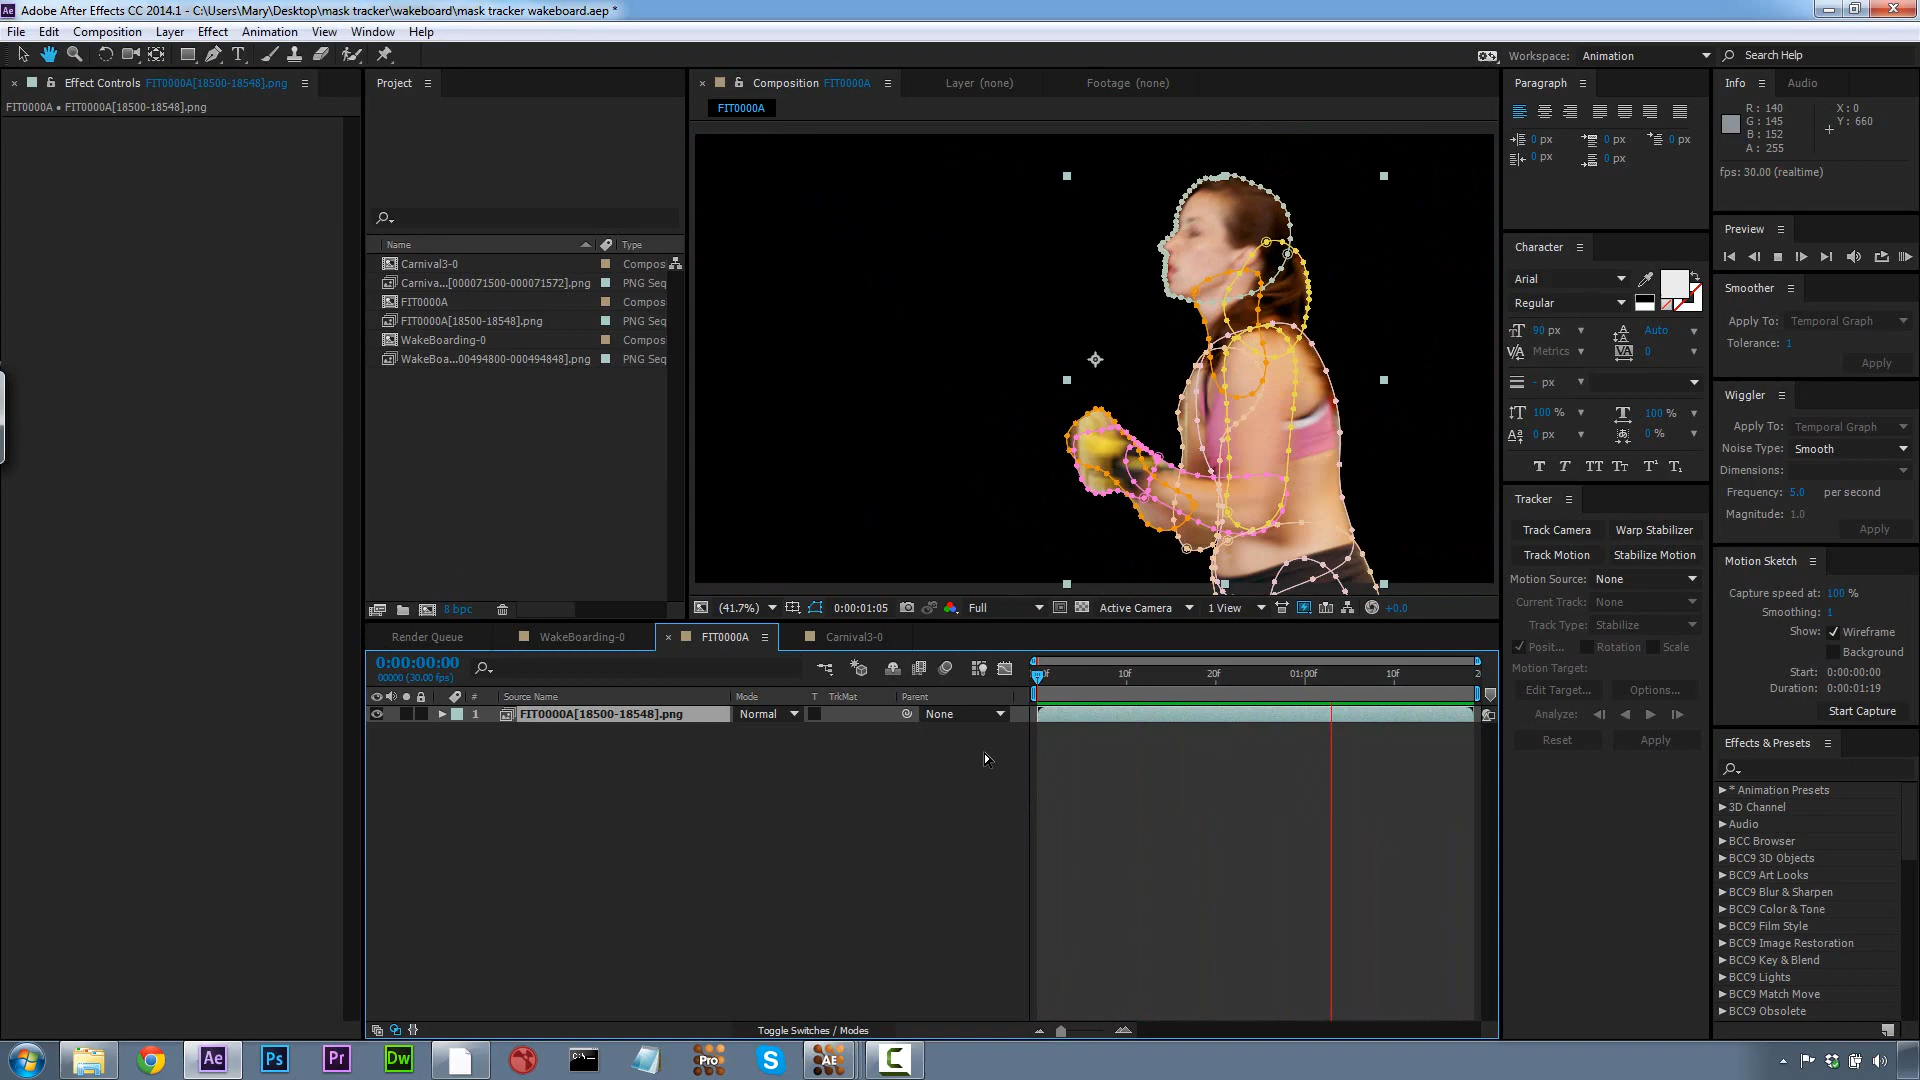 Adobe After Effects CC 2014.1 - C:\Users\Mary\Desktop\mask tracker\wakeboard\mask tracker wakeboard.aep *
File Edit Composition Layer Effect Animation View Window Help
Workspace: Animation Search Help
Effect Controls FIT0000A[18500-18548].png
FIT0000A • FIT0000A[18500-18548].png
Project
Name Type
Carnival3-0 Compos
Carniva...[000071500-000071572].png PNG Seq
FIT0000A Compos
FIT0000A[18500-18548].png PNG Seq
WakeBoarding-0 Compos
WakeBoa...00494800-000494848].png PNG Seq
8 bpc
Composition FIT0000A Layer (none) Footage (none)
FIT0000A
(41.7%) 0:00:01:05 Full Active Camera 1 View +0.0
Paragraph
0 px 0 px 0 px
0 px 0 px
Character
Arial
Regular
90 px Auto
Metrics 0
- px
100 % 100 %
0 px 0 %
T T TT TT T¹ T₁
Tracker
Track Camera Warp Stabilizer
Track Motion Stabilize Motion
Motion Source: None
Current Track: None
Track Type: Stabilize
Posit... Rotation Scale
Motion Target:
Edit Target... Options...
Analyze:
Reset Apply
Info Audio
R : 140 X : 0
G : 145 Y : 660
B : 152
A : 255
fps: 30.00 (realtime)
Preview
Smoother
Apply To: Temporal Graph
Tolerance: 1
Apply
Wiggler
Apply To: Temporal Graph
Noise Type: Smooth
Dimensions:
Frequency: 5.0 per second
Magnitude: 1.0
Apply
Motion Sketch
Capture speed at: 100 %
Smoothing: 1
Show: Wireframe
Background
Start: 0:00:00:00
Duration: 0:00:01:19
Start Capture
Effects & Presets
* Animation Presets
3D Channel
Audio
BCC Browser
BCC9 3D Objects
BCC9 Art Looks
BCC9 Blur & Sharpen
BCC9 Color & Tone
BCC9 Film Style
BCC9 Image Restoration
BCC9 Key & Blend
BCC9 Lights
BCC9 Match Move
BCC9 Obsolete
Render Queue WakeBoarding-0 FIT0000A Carnival3-0
0:00:00:00
00000 (30.00 fps)
10f 20f 01:00f 10f
# Source Name Mode T TrkMat Parent
1 FIT0000A[18500-18548].png Normal None
Toggle Switches / Modes
Ae Ps Pr Dw Pro AE